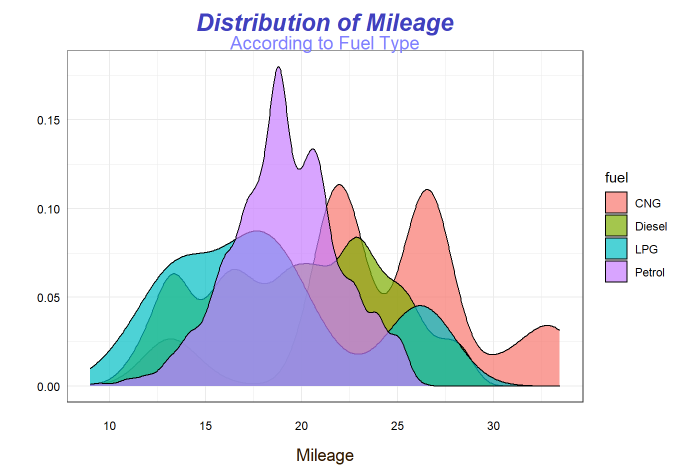 Distribution of Mileage
According to Fuel Type
0.15
0.10
0.05
0.00
10 15 20 25 30
Mileage
fuel
CNG
Diesel
LPG
Petrol